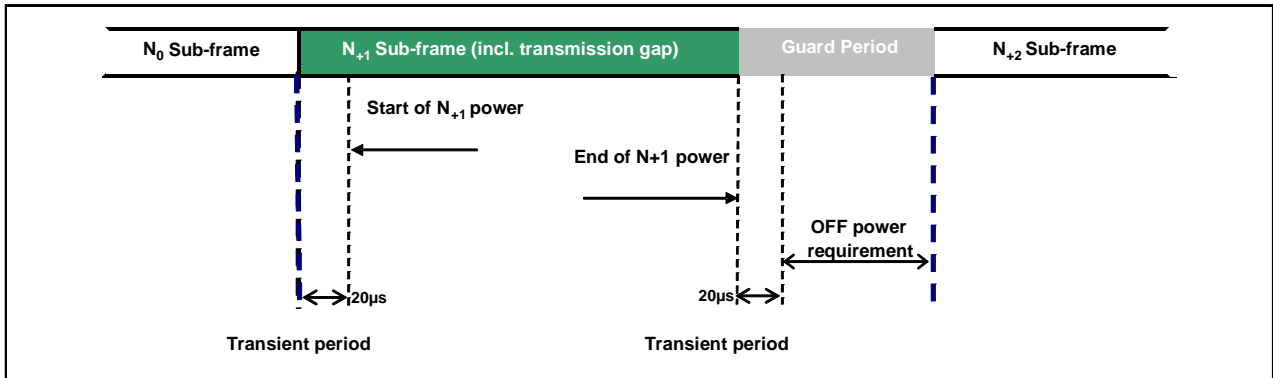 N0 Sub-frame
N+1 Sub-frame (incl. transmission gap)
Guard Period
N+2 Sub-frame
Start of N+1 power
End of N+1 power
OFF power
requirement
20µs
20µs
Transient period
Transient period